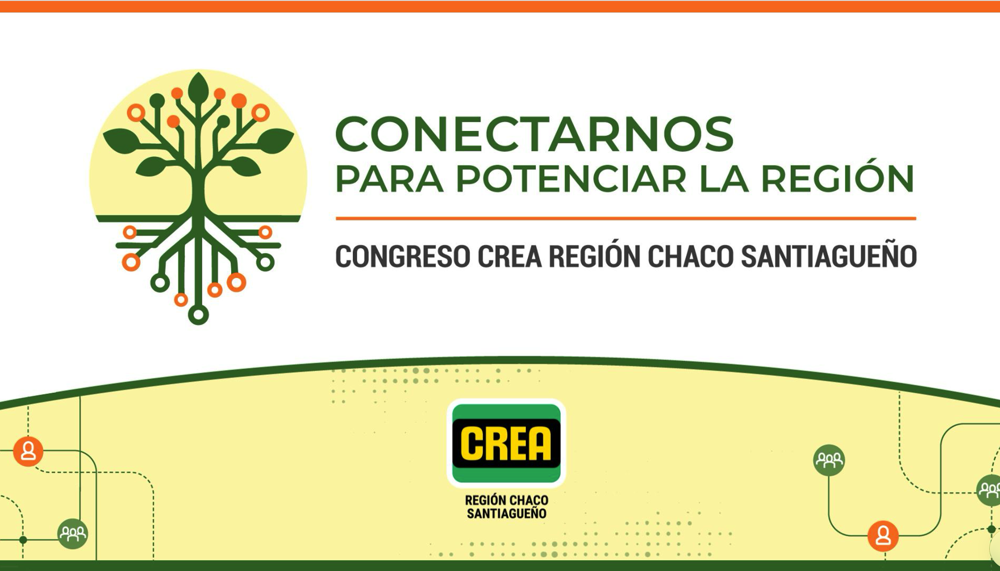 CONECTARNOS
PARA POTENCIAR LA REGIÓN
CONGRESO CREA REGIÓN CHACO SANTIAGUEÑO
CREA
REGIÓN CHACO
SANTIAGUEÑO